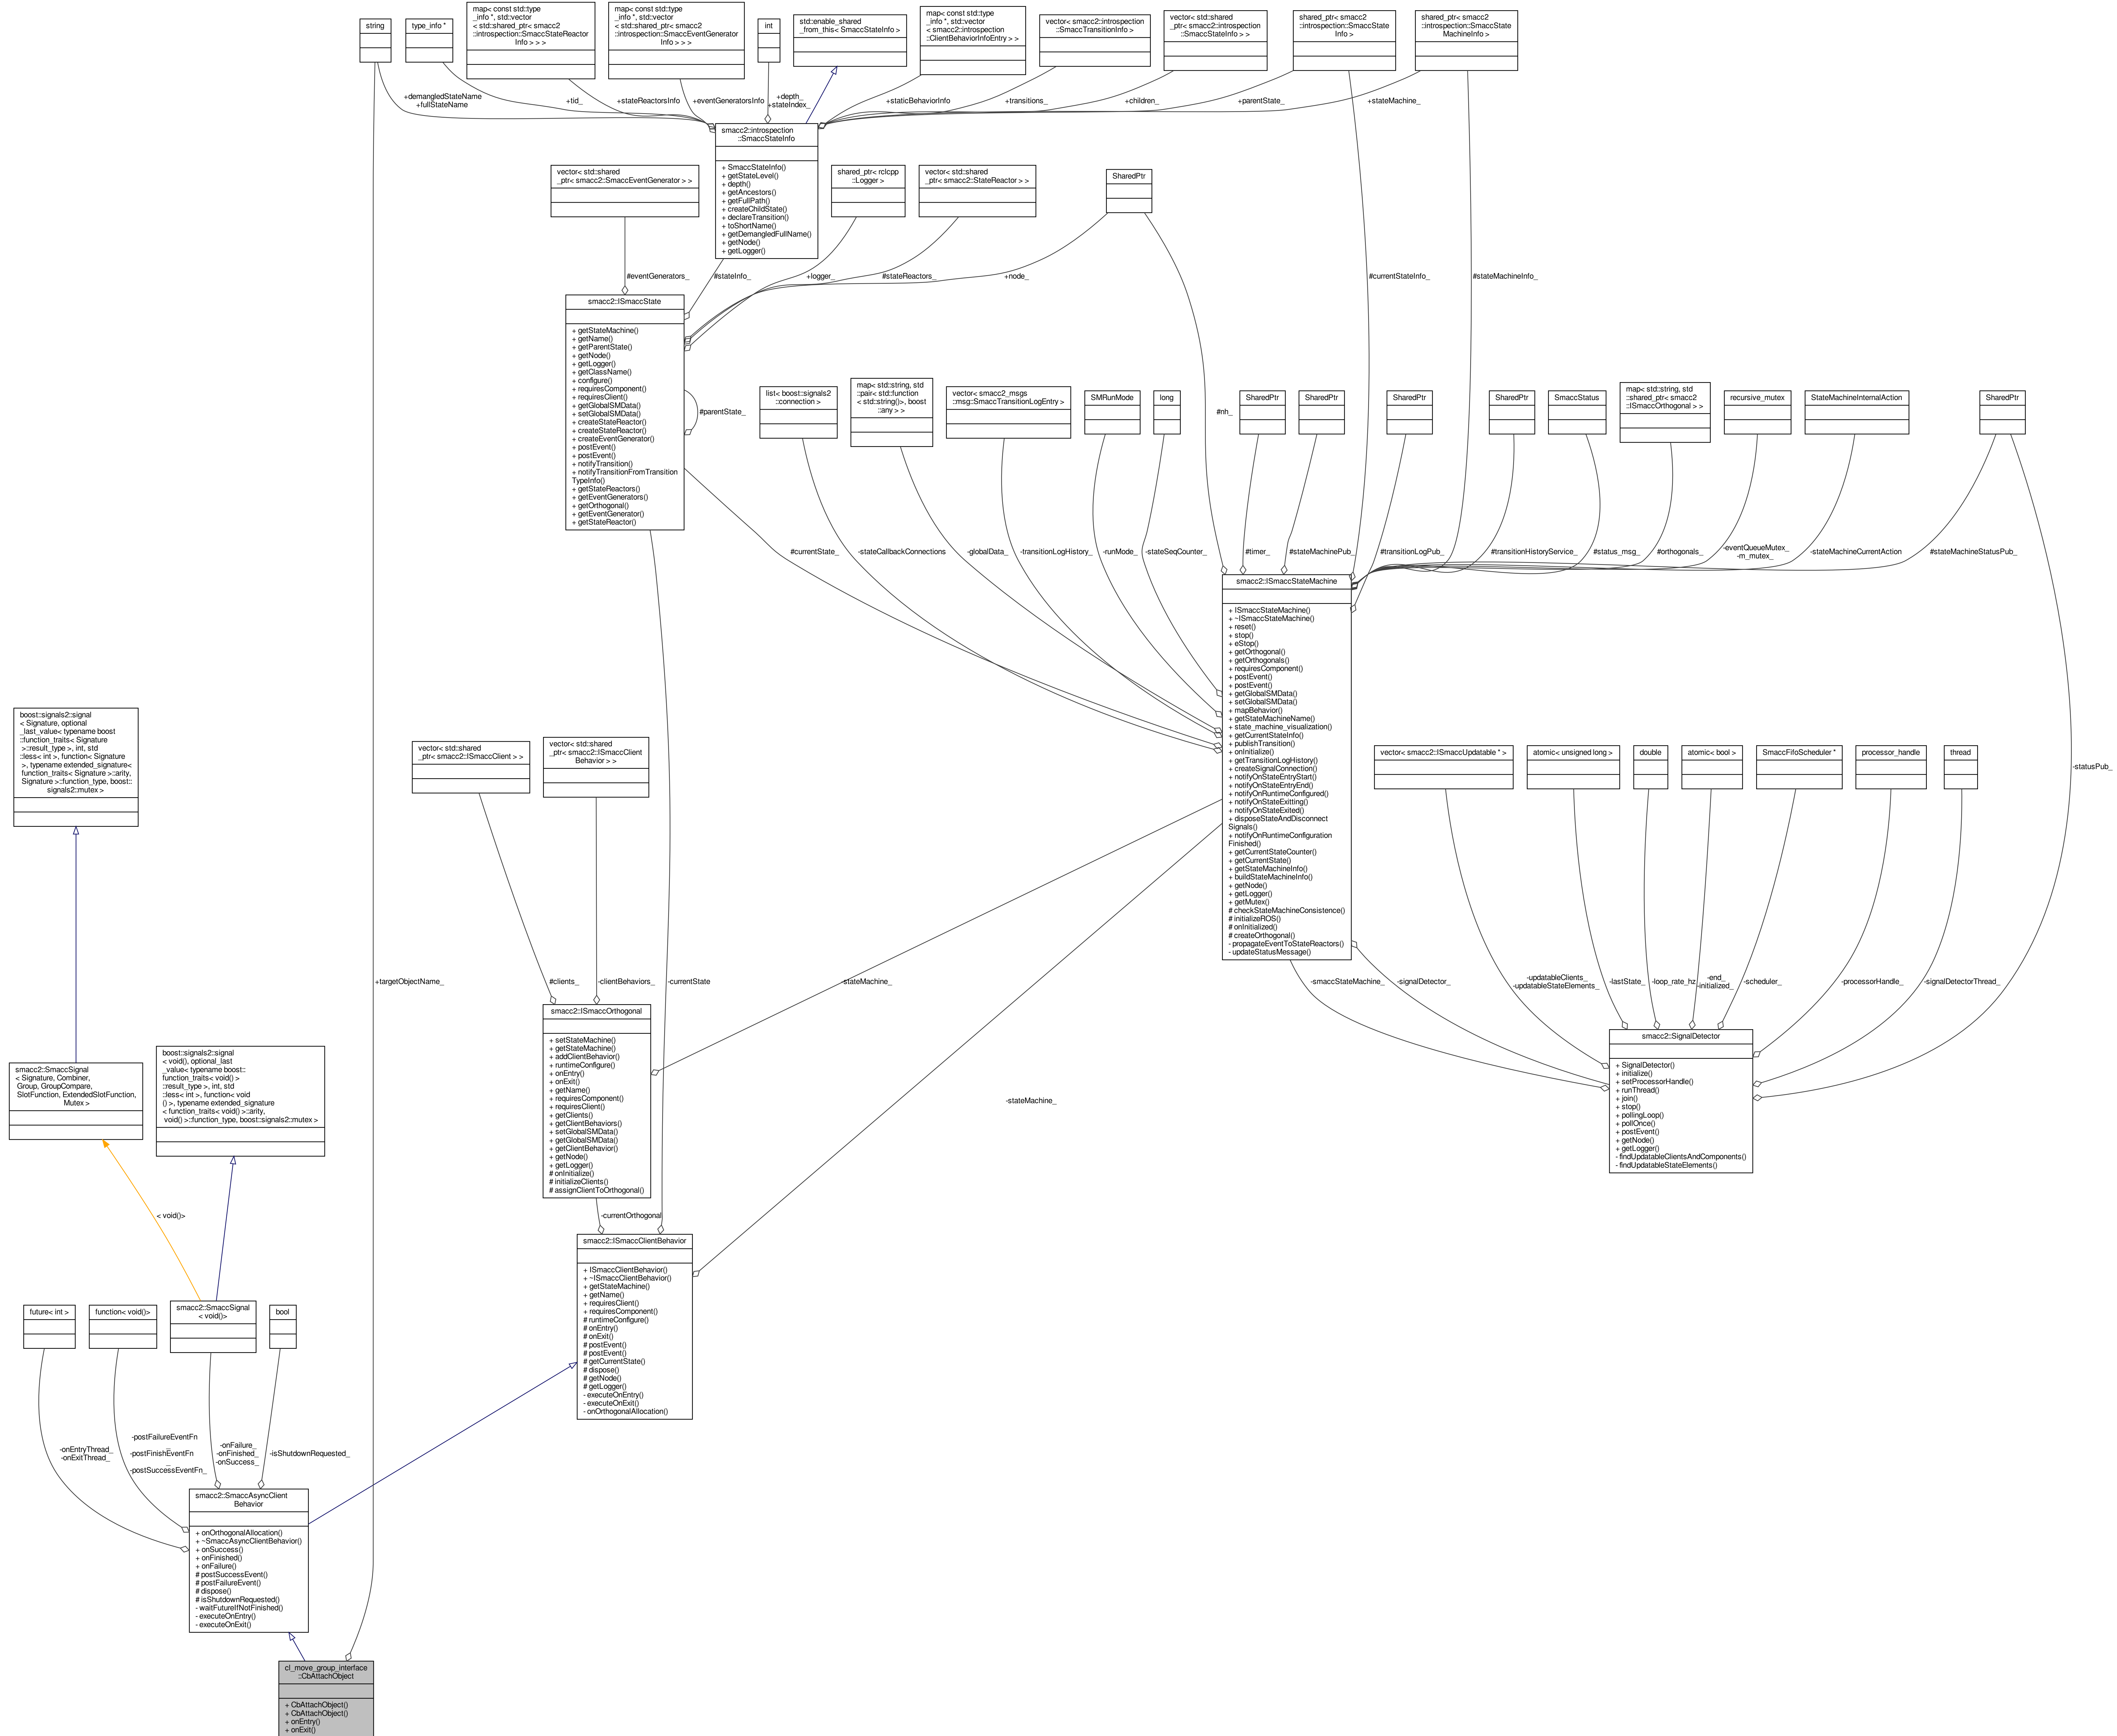 string
type_info *
map< const std::type
_info *, std::vector
< std::shared_ptr< smacc2
::introspection::SmaccStateReactor
Info > > >
map< const std::type
_info *, std::vector
< std::shared_ptr< smacc2
::introspection::SmaccEventGenerator
Info > > >
int
std::enable_shared
_from_this< SmaccStateInfo >
map< const std::type
_info *, std::vector
< smacc2::introspection
::ClientBehaviorInfoEntry > >
vector< smacc2::introspection
::SmaccTransitionInfo >
vector< std::shared
_ptr< smacc2::introspection
::SmaccStateInfo > >
shared_ptr< smacc2
::introspection::SmaccState
Info >
shared_ptr< smacc2
::introspection::SmaccState
MachineInfo >
+demangledStateName
+fullStateName
+tid_
+stateReactorsInfo
+eventGeneratorsInfo
+depth_
+stateIndex_
+staticBehaviorInfo
+transitions_
+children_
+parentState_
+stateMachine_
smacc2::introspection
::SmaccStateInfo
+ SmaccStateInfo()
+ getStateLevel()
+ depth()
+ getAncestors()
+ getFullPath()
+ createChildState()
+ declareTransition()
+ toShortName()
+ getDemangledFullName()
+ getNode()
+ getLogger()
vector< std::shared
_ptr< smacc2::SmaccEventGenerator > >
shared_ptr< rclcpp
::Logger >
vector< std::shared
_ptr< smacc2::StateReactor > >
SharedPtr
#eventGenerators_
#stateInfo_
+logger_
#stateReactors_
+node_
#currentStateInfo_
#stateMachineInfo_
smacc2::ISmaccState
+ getStateMachine()
+ getName()
+ getParentState()
+ getNode()
+ getLogger()
+ getClassName()
+ configure()
+ requiresComponent()
+ requiresClient()
+ getGlobalSMData()
+ setGlobalSMData()
+ createStateReactor()
+ createStateReactor()
+ createEventGenerator()
+ postEvent()
+ postEvent()
+ notifyTransition()
+ notifyTransitionFromTransition
TypeInfo()
+ getStateReactors()
+ getEventGenerators()
+ getOrthogonal()
+ getEventGenerator()
+ getStateReactor()
#parentState_
list< boost::signals2
::connection >
map< std::string, std
::pair< std::function
< std::string()>, boost
::any > >
vector< smacc2_msgs
::msg::SmaccTransitionLogEntry >
SMRunMode
long
#nh_
SharedPtr
SharedPtr
SharedPtr
SharedPtr
SmaccStatus
map< std::string, std
::shared_ptr< smacc2
::ISmaccOrthogonal > >
recursive_mutex
StateMachineInternalAction
SharedPtr
#currentState_
-stateCallbackConnections
-globalData_
-transitionLogHistory_
-runMode_
-stateSeqCounter_
#timer_
#stateMachinePub_
#transitionLogPub_
#transitionHistoryService_
#status_msg_
#orthogonals_
-eventQueueMutex_
-m_mutex_
-stateMachineCurrentAction
#stateMachineStatusPub_
smacc2::ISmaccStateMachine
+ ISmaccStateMachine()
+ ~ISmaccStateMachine()
+ reset()
+ stop()
+ eStop()
+ getOrthogonal()
+ getOrthogonals()
+ requiresComponent()
+ postEvent()
+ postEvent()
+ getGlobalSMData()
+ setGlobalSMData()
+ mapBehavior()
+ getStateMachineName()
+ state_machine_visualization()
+ getCurrentStateInfo()
+ publishTransition()
+ onInitialize()
+ getTransitionLogHistory()
+ createSignalConnection()
+ notifyOnStateEntryStart()
+ notifyOnStateEntryEnd()
+ notifyOnRuntimeConfigured()
+ notifyOnStateExitting()
+ notifyOnStateExited()
+ disposeStateAndDisconnect
Signals()
+ notifyOnRuntimeConfiguration
Finished()
+ getCurrentStateCounter()
+ getCurrentState()
+ getStateMachineInfo()
+ buildStateMachineInfo()
+ getNode()
+ getLogger()
+ getMutex()
# checkStateMachineConsistence()
# initializeROS()
# onInitialized()
# createOrthogonal()
- propagateEventToStateReactors()
- updateStatusMessage()
boost::signals2::signal
< Signature, optional
_last_value< typename boost
::function_traits< Signature
>::result_type >, int, std
::less< int >, function< Signature
>, typename extended_signature<
function_traits< Signature >::arity,
Signature >::function_type, boost::
signals2::mutex >
vector< std::shared
_ptr< smacc2::ISmaccClient > >
vector< std::shared
_ptr< smacc2::ISmaccClient
Behavior > >
vector< smacc2::ISmaccUpdatable * >
atomic< unsigned long >
double
atomic< bool >
SmaccFifoScheduler *
processor_handle
thread
-statusPub_
+targetObjectName_
#clients_
-clientBehaviors_
-currentState
-stateMachine_
-smaccStateMachine_
-signalDetector_
-updatableClients_
-updatableStateElements_
-lastState_
-loop_rate_hz_
-end_
-initialized_
-scheduler_
-processorHandle_
-signalDetectorThread_
smacc2::ISmaccOrthogonal
+ setStateMachine()
+ getStateMachine()
+ addClientBehavior()
+ runtimeConfigure()
+ onEntry()
+ onExit()
+ getName()
+ requiresComponent()
+ requiresClient()
+ getClients()
+ getClientBehaviors()
+ setGlobalSMData()
+ getGlobalSMData()
+ getClientBehavior()
+ getNode()
+ getLogger()
# onInitialize()
# initializeClients()
# assignClientToOrthogonal()
smacc2::SignalDetector
+ SignalDetector()
+ initialize()
+ setProcessorHandle()
+ runThread()
+ join()
+ stop()
+ pollingLoop()
+ pollOnce()
+ postEvent()
+ getNode()
+ getLogger()
- findUpdatableClientsAndComponents()
- findUpdatableStateElements()
smacc2::SmaccSignal
< Signature, Combiner,
Group, GroupCompare,
SlotFunction, ExtendedSlotFunction,
Mutex >
boost::signals2::signal
< void(), optional_last
_value< typename boost::
function_traits< void() >
::result_type >, int, std
::less< int >, function< void
() >, typename extended_signature
< function_traits< void() >::arity,
void() >::function_type, boost::signals2::mutex >
-stateMachine_
< void()>
-currentOrthogonal
smacc2::ISmaccClientBehavior
+ ISmaccClientBehavior()
+ ~ISmaccClientBehavior()
+ getStateMachine()
+ getName()
+ requiresClient()
+ requiresComponent()
# runtimeConfigure()
# onEntry()
# onExit()
# postEvent()
# postEvent()
# getCurrentState()
# dispose()
# getNode()
# getLogger()
- executeOnEntry()
- executeOnExit()
- onOrthogonalAllocation()
future< int >
function< void()>
smacc2::SmaccSignal
< void()>
bool
-onEntryThread_
-onExitThread_
-postFailureEventFn
_
-postFinishEventFn
_
-postSuccessEventFn_
-onFailure_
-onFinished_
-onSuccess_
-isShutdownRequested_
smacc2::SmaccAsyncClient
Behavior
+ onOrthogonalAllocation()
+ ~SmaccAsyncClientBehavior()
+ onSuccess()
+ onFinished()
+ onFailure()
# postSuccessEvent()
# postFailureEvent()
# dispose()
# isShutdownRequested()
- waitFutureIfNotFinished()
- executeOnEntry()
- executeOnExit()
cl_move_group_interface
::CbAttachObject
+ CbAttachObject()
+ CbAttachObject()
+ onEntry()
+ onExit()